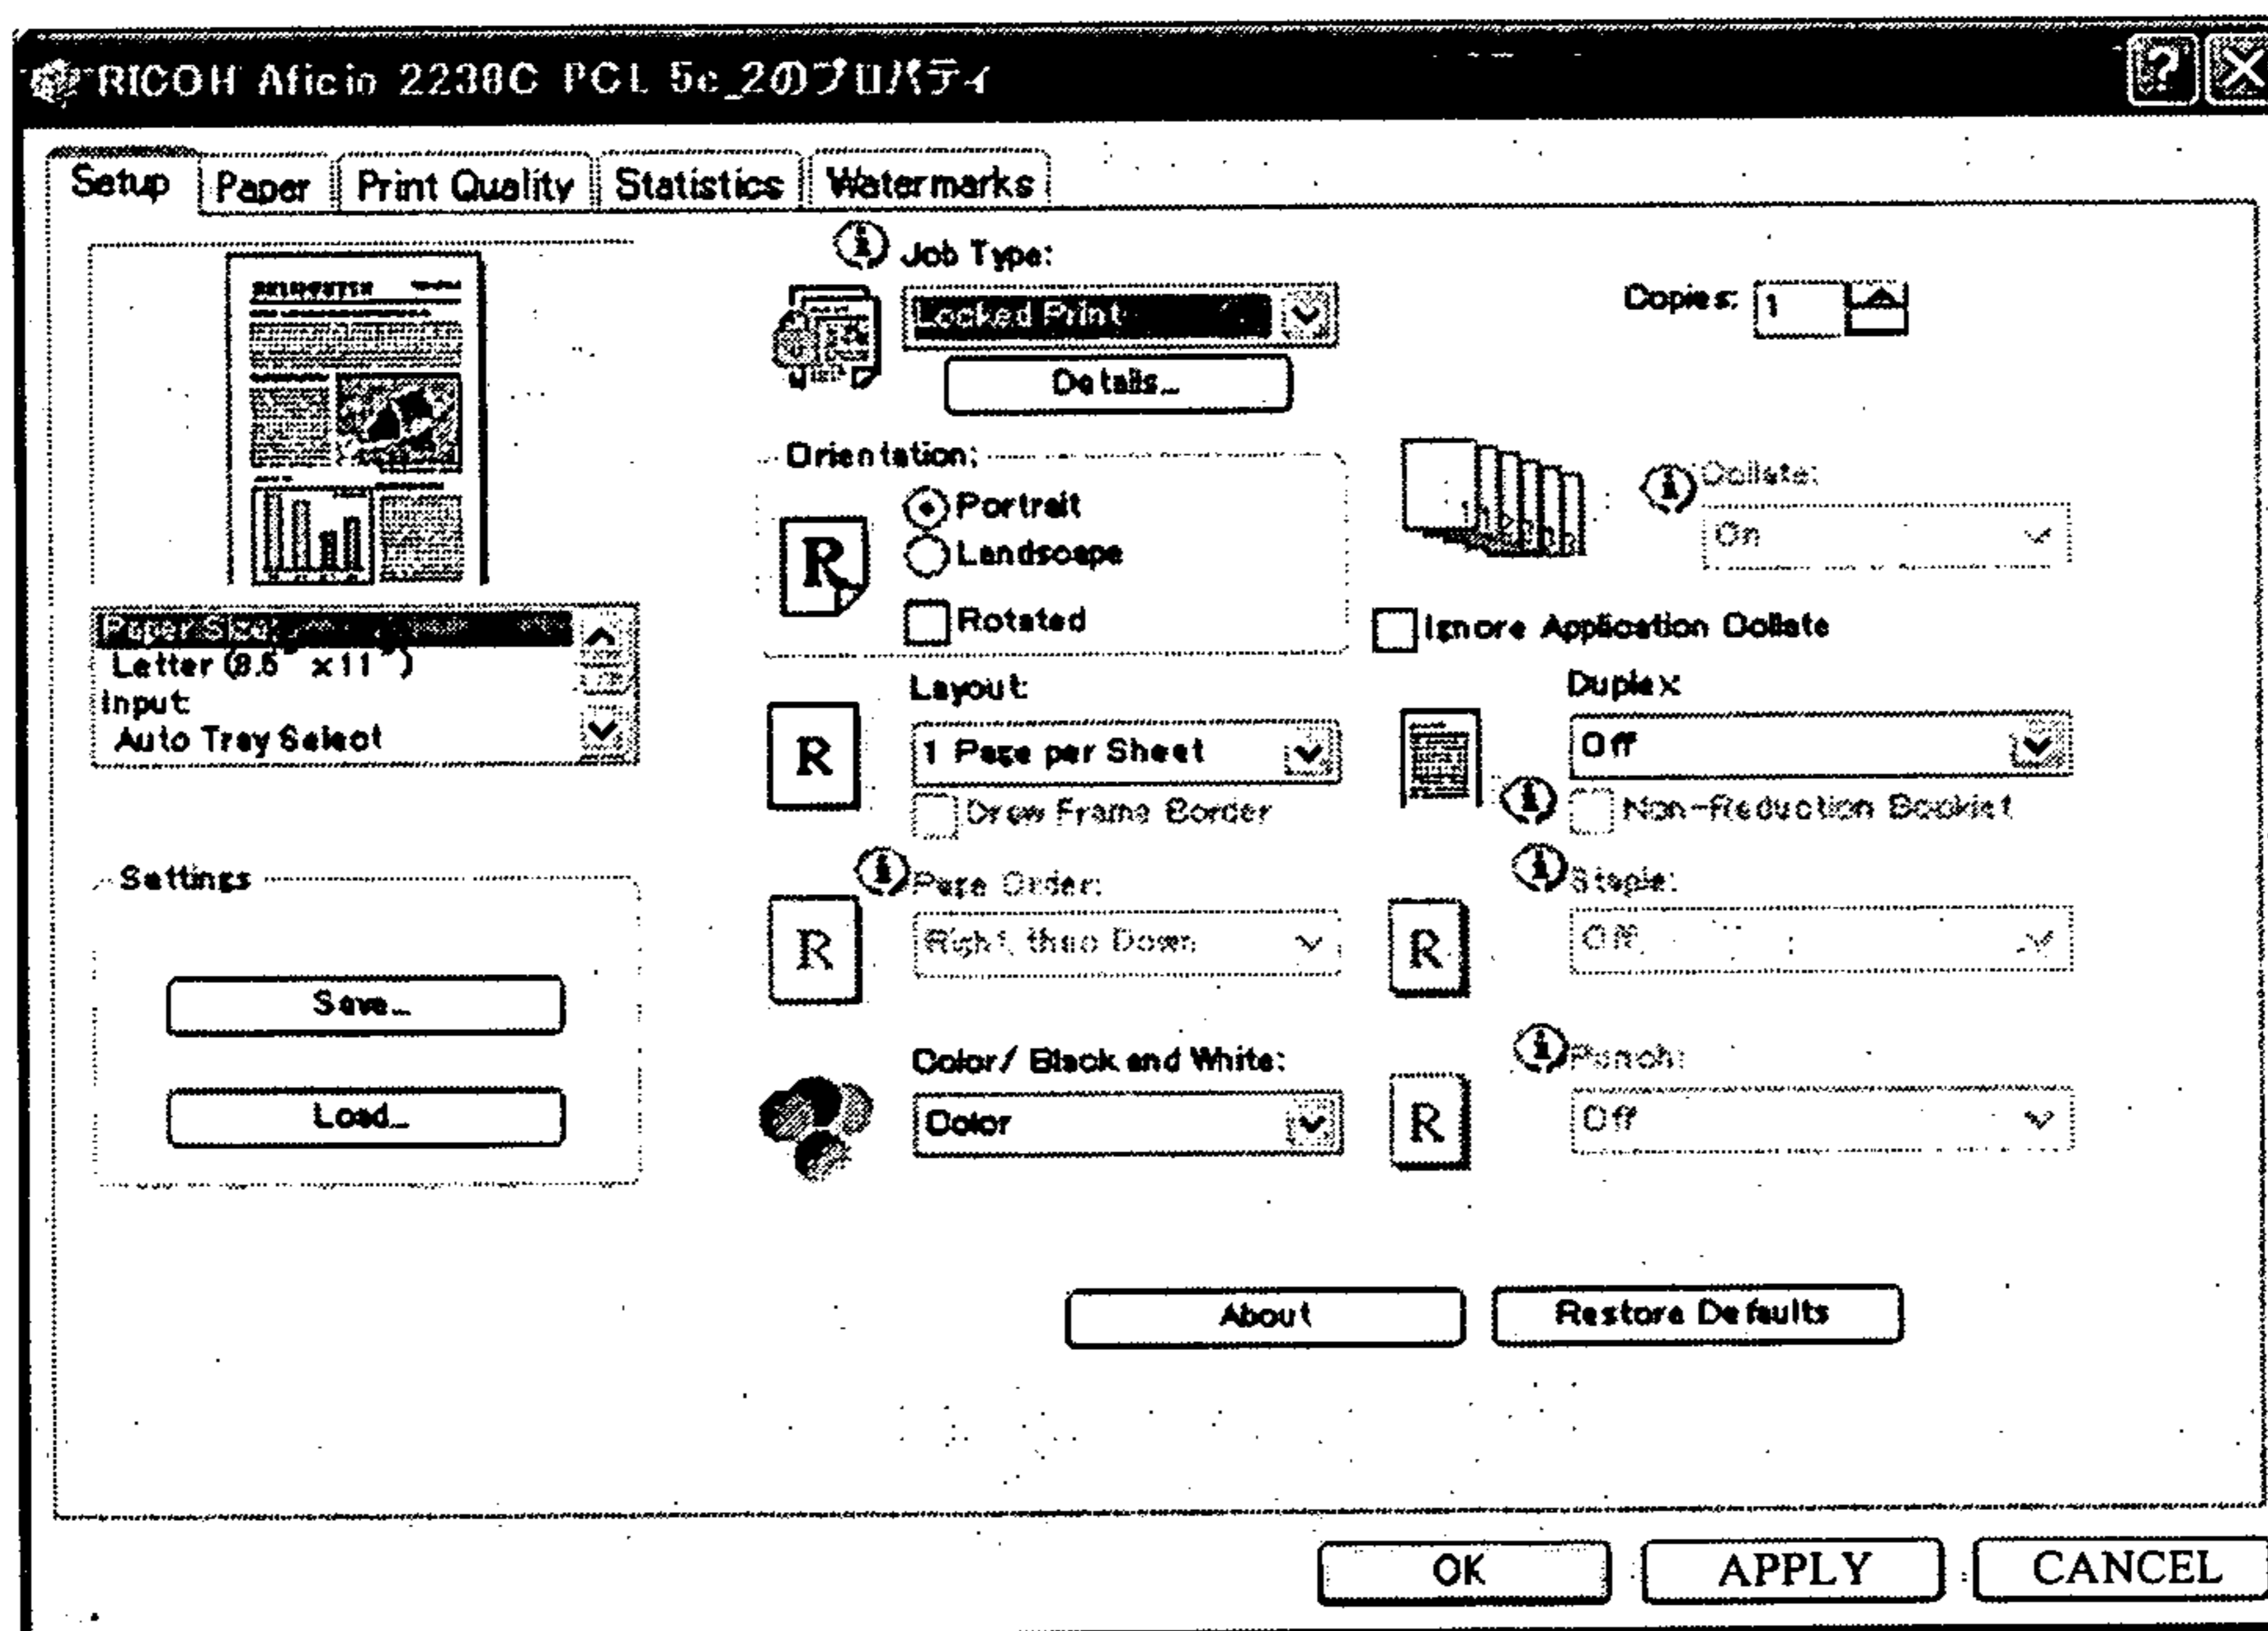 RICOH Aficio 2238C PCL 5c_2のプロパティ
Setup Paper Print Quality Statistics Watermarks
Job Type:
Locked Print
Details...
Copies: 1
Orientation:
Portrait
Landscape
Rotated
Collate:
On
Ignore Application Collate
Paper Size:
Letter (8.5" x11")
Input:
Auto Tray Select
Layout:
1 Page per Sheet
Draw Frame Border
Duplex:
Off
Non-Reduction Booklet
Settings
Save...
Load...
Page Order:
Right, then Down
Staple:
Off
Color/ Black and White:
Color
Punch:
Off
R
R
R
R
R
About Restore Defaults
OK APPLY CANCEL